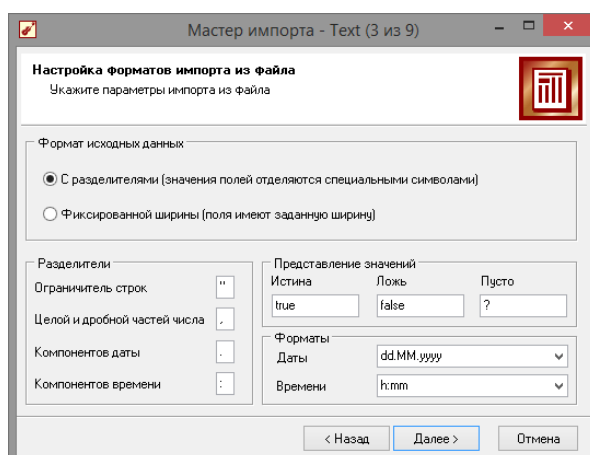 Мастер импорта - Text (3 из 9)
Настройка форматов импорта из файла
Укажите параметры импорта из файла
Формат исходных данных
С разделителями (значения полей отделяются специальными символами)
Фиксированной ширины (поля имеют заданную ширину)
Разделители
Ограничитель строк "
Целой и дробной частей числа ,
Компонентов даты .
Компонентов времени :
Представление значений
Истина Ложь Пусто
true false ?
Форматы
Даты dd.MM.yyyy
Времени h:mm
< Назад Далее > Отмена